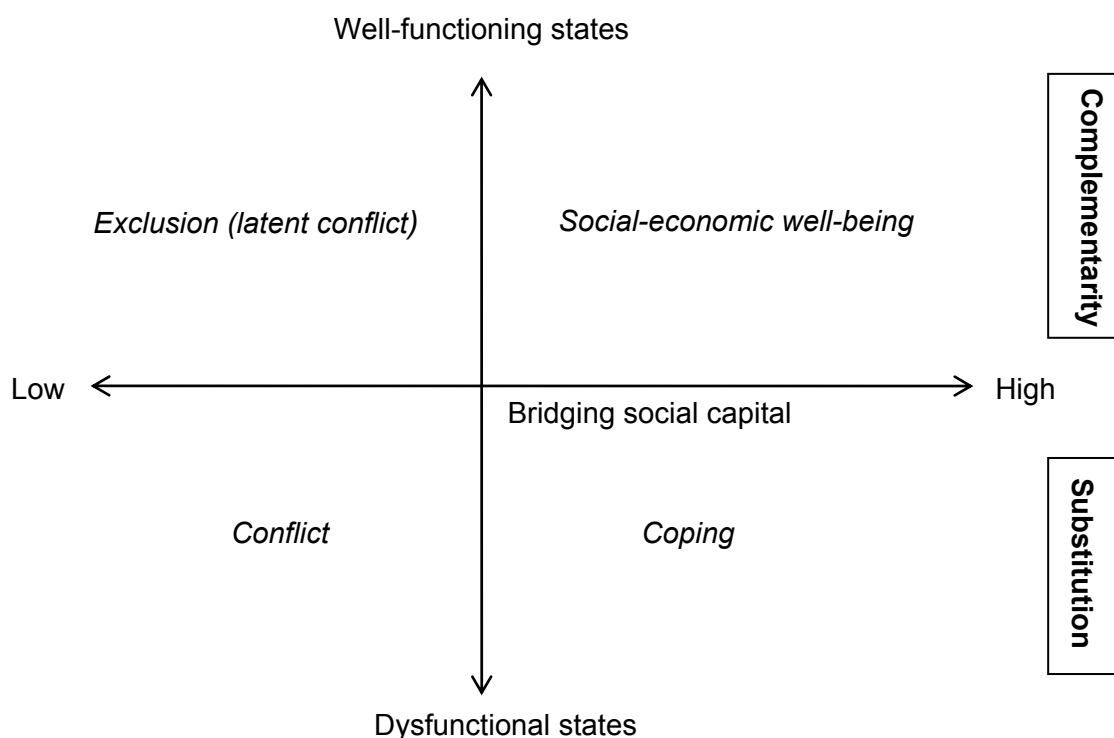 Well-functioning states
Complementarity
Exclusion (latent conflict)
Social-economic well-being
Low
High
Bridging social capital
Substitution
Conflict
Coping
Dysfunctional states